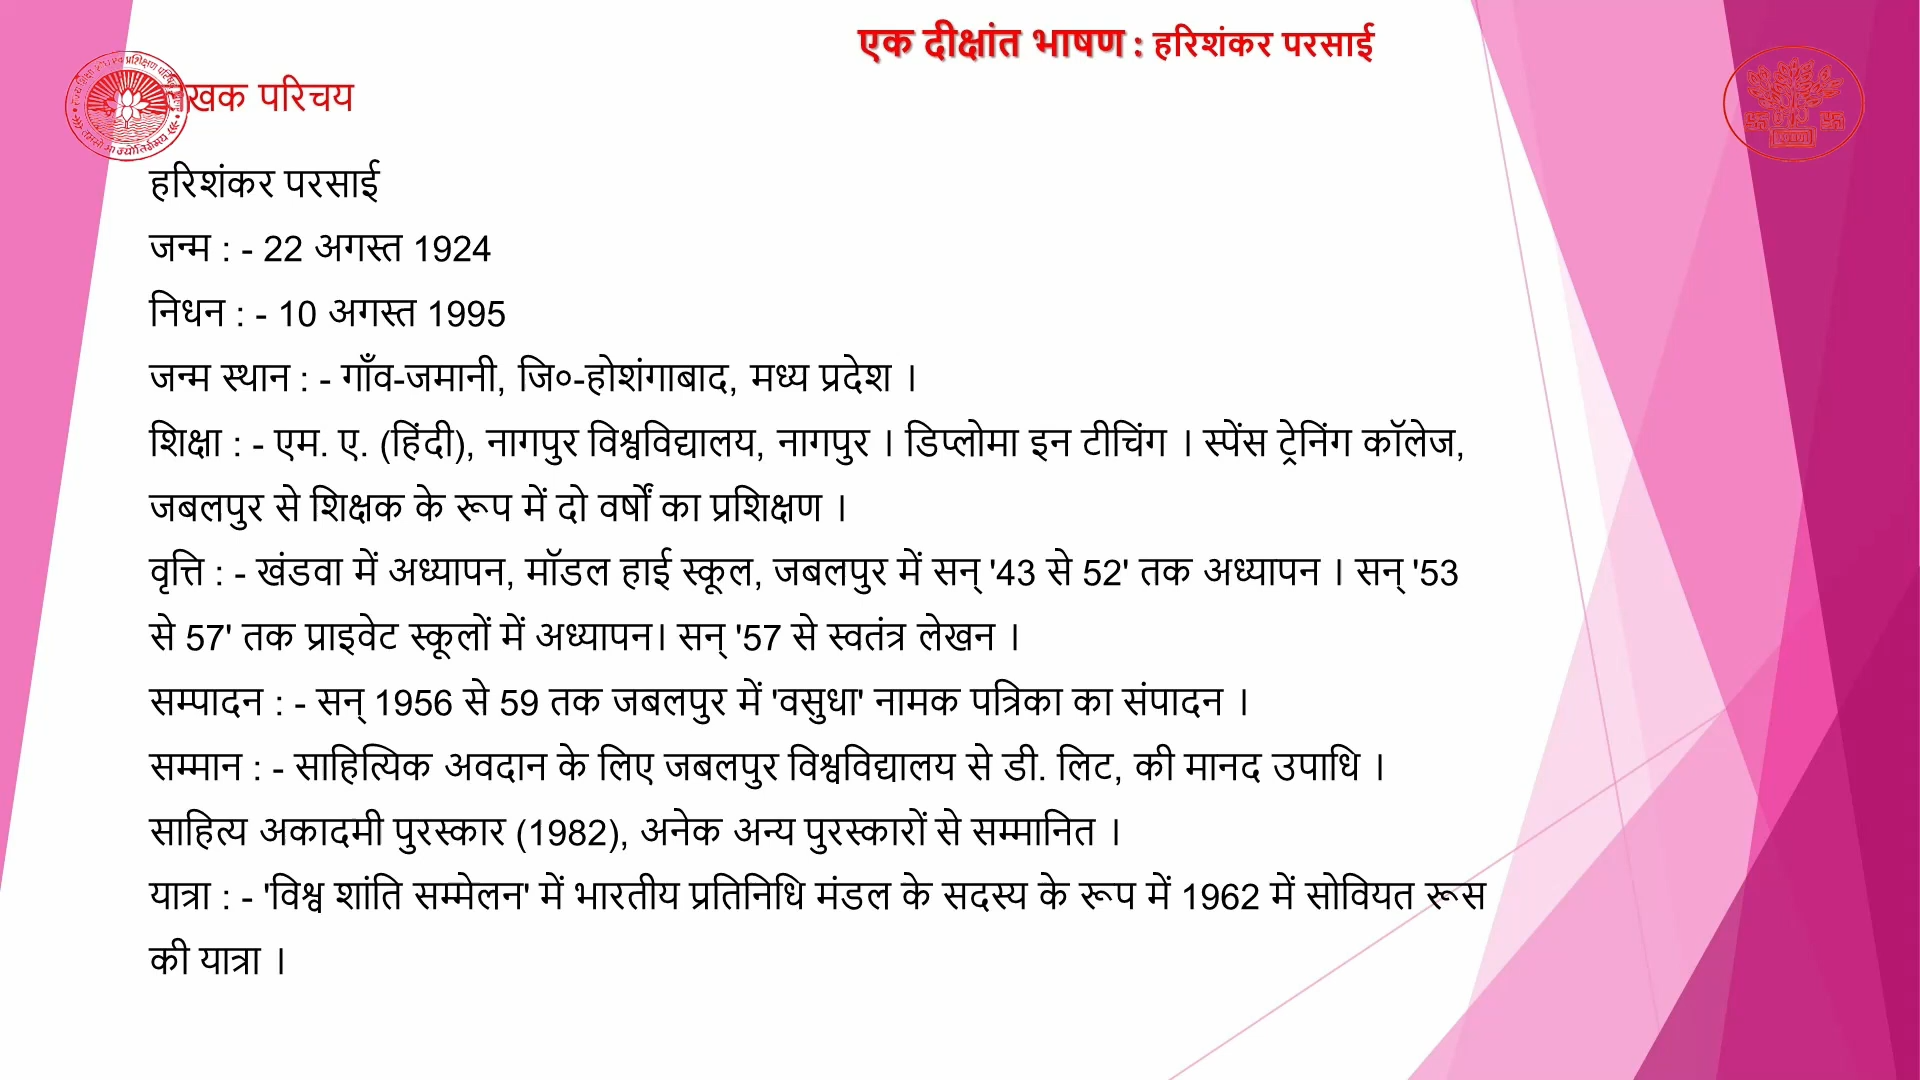 एक दीक्षांत भाषण : हरिशंकर परसाई
परिचय
हरिशंकर परसाई
जन्म : - 22 अगस्त 1924
निधन : - 10 अगस्त 1995
जन्म स्थान : - गाँव-जमानी, जि०-होशंगाबाद, मध्य प्रदेश ।
शिक्षा : - एम. ए. (हिंदी), नागपुर विश्वविद्यालय, नागपुर । डिप्लोमा इन टीचिंग । स्पेंस ट्रेनिंग कॉलेज,
जबलपुर से शिक्षक के रूप में दो वर्षों का प्रशिक्षण ।
वृत्ति : - खंडवा में अध्यापन, मॉडल हाई स्कूल, जबलपुर में सन् '43 से 52' तक अध्यापन । सन् '53
से 57' तक प्राइवेट स्कूलों में अध्यापन। सन् '57 से स्वतंत्र लेखन ।
सम्पादन : - सन् 1956 से 59 तक जबलपुर में 'वसुधा' नामक पत्रिका का संपादन ।
सम्मान : - साहित्यिक अवदान के लिए जबलपुर विश्वविद्यालय से डी. लिट, की मानद उपाधि ।
साहित्य अकादमी पुरस्कार (1982), अनेक अन्य पुरस्कारों से सम्मानित ।
यात्रा : - 'विश्व शांति सम्मेलन' में भारतीय प्रतिनिधि मंडल के सदस्य के रूप में 1962 में सोवियत रूस
की यात्रा ।